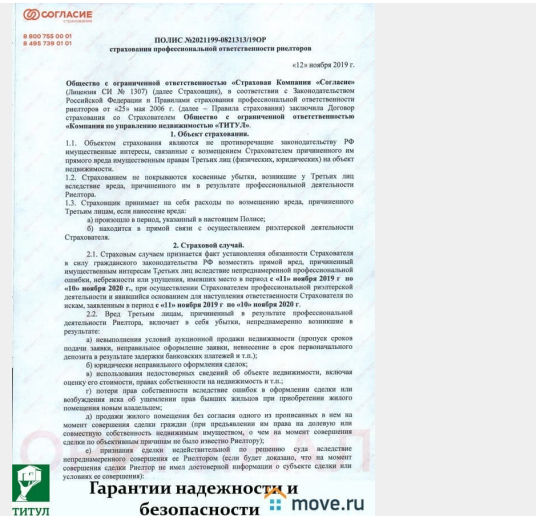 СОГЛАСИЕ
страхование
8 800 755 00 01
8 495 739 01 01
ПОЛИС №2021199-0821313/19ОР
страхования профессиональной ответственности риелторов
«12» ноября 2019 г.
Общество с ограниченной ответственностью «Страховая Компания «Согласие»
(Лицензия СИ № 1307) (далее Страховщик), в соответствии с Законодательством
Российской Федерации и Правилами страхования профессиональной ответственности
риелторов от «25» мая 2006 г. (далее – Правила страхования) заключила Договор
страхования со Страхователем Общество с ограниченной ответственностью
«Компания по управлению недвижимостью «ТИТУЛ».
1. Объект страхования.
1.1. Объектом страхования являются не противоречащие законодательству РФ
имущественные интересы, связанные с возмещением Страхователем причиненного им
прямого вреда имущественным правам Третьих лиц (физических, юридических) на объект
недвижимости.
1.2. Страхованием не покрываются косвенные убытки, возникшие у Третьих лиц
вследствие вреда, причиненного им в результате профессиональной деятельности
Риелтора.
1.3. Страховщик принимает на себя расходы по возмещению вреда, причиненного
Третьим лицам, если нанесение вреда:
а) произошло в период, указанный в настоящем Полисе;
б) находится в прямой связи с осуществлением риэлтерской деятельности
Страхователя.
2. Страховой случай.
2.1. Страховым случаем признается факт установления обязанности Страхователя
в силу гражданского законодательства РФ возместить прямой вред, причиненный
имущественным интересам Третьих лиц вследствие непреднамеренной профессиональной
ошибки, небрежности или упущения, имевших место в период с «11» ноября 2019 г по
«10» ноября 2020 г., при осуществлении Страхователем профессиональной риэлторской
деятельности и явившийся основанием для наступления ответственности Страхователя по
искам, заявленным в период с «11» ноября 2019 г по «10» ноября 2020 г.
2.2. Вред Третьим лицам, причиненный в результате профессиональной
деятельности Риелтора, включает в себя убытки, непреднамеренно возникшие в
результате:
а) невыполнения условий аукционной продажи недвижимости (пропуск сроков
подачи заявки, неправильное оформление заявки, невнесение в срок первоначального
депозита в результате задержки банковских платежей и т.п.);
б) юридически неправильного оформления сделок;
в) использования недостоверных сведений об объекте недвижимости, включая
оценку его стоимости, правах собственности на недвижимость и т.п.;
г) потери прав собственности вследствие ошибок в оформлении сделки или
возбуждения иска об ущемлении прав бывших жильцов при приобретении жилого
помещения новым владельцем;
д) продажи жилого помещения без согласия одного из прописанных в нем на
момент совершения сделки граждан (при предъявлении им права на долевую или
совместную собственность недвижимым имуществом, о чем на момент совершения
сделки по объективным причинам не было известно Риелтору);
е) признания сделки недействительной по решению суда вследствие
непреднамеренного совершения ее Риелтором (если будет доказано, что на момент
совершения сделки Риелтор не имел достоверной информации о субъекте сделки или
условиях ее совершения):
ТИТУЛ
Гарантии надежности и
безопасности
move.ru